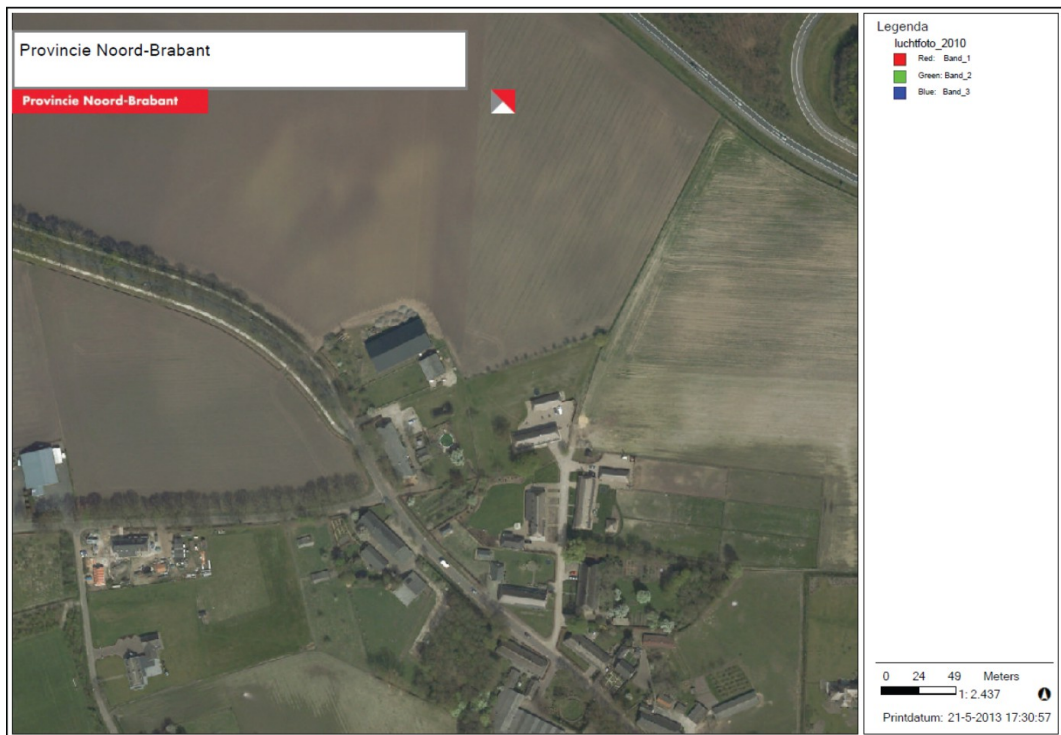 Provincie Noord-Brabant
Provincie Noord-Brabant
Legenda
luchtfoto_2010
Red: Band_1
Green: Band_2
Blue: Band_3
0 24 49 Meters
1: 2.437
Printdatum: 21-5-2013 17:30:57